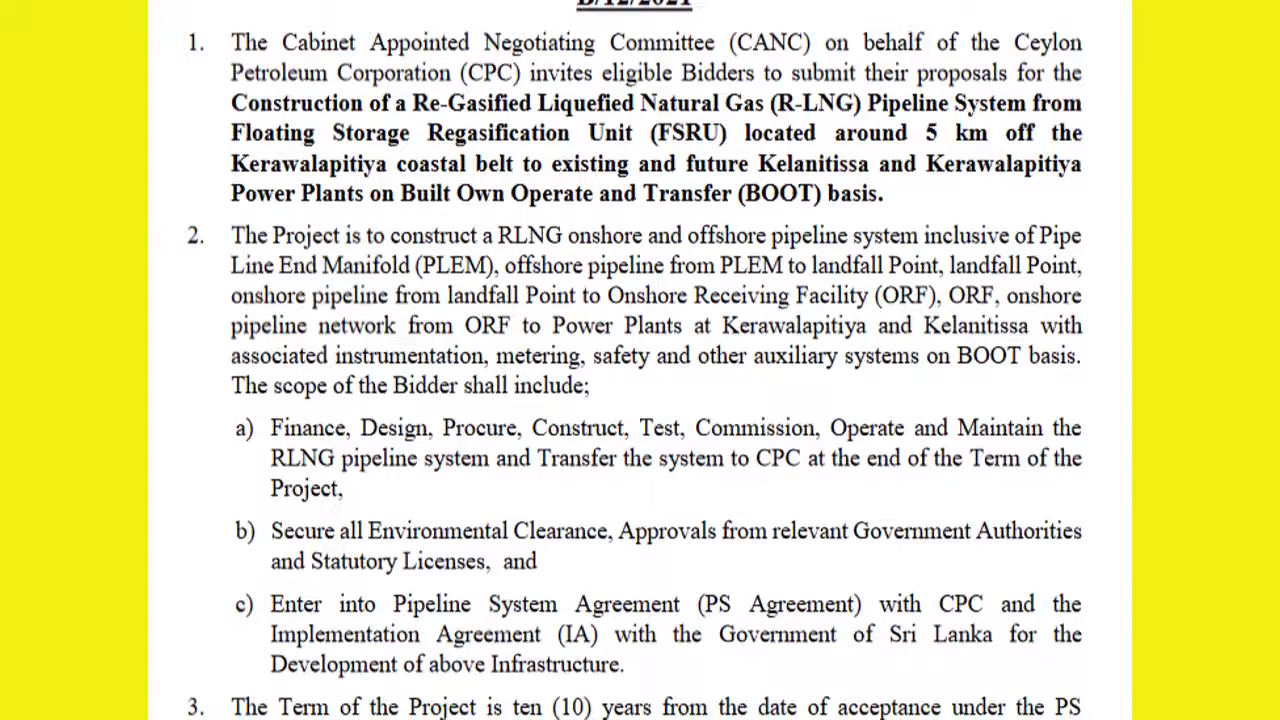 B/12/2021
1. The Cabinet Appointed Negotiating Committee (CANC) on behalf of the Ceylon
Petroleum Corporation (CPC) invites eligible Bidders to submit their proposals for the
Construction of a Re-Gasified Liquefied Natural Gas (R-LNG) Pipeline System from
Floating Storage Regasification Unit (FSRU) located around 5 km off the
Kerawalapitiya coastal belt to existing and future Kelanitissa and Kerawalapitiya
Power Plants on Built Own Operate and Transfer (BOOT) basis.
2. The Project is to construct a RLNG onshore and offshore pipeline system inclusive of Pipe
Line End Manifold (PLEM), offshore pipeline from PLEM to landfall Point, landfall Point,
onshore pipeline from landfall Point to Onshore Receiving Facility (ORF), ORF, onshore
pipeline network from ORF to Power Plants at Kerawalapitiya and Kelanitissa with
associated instrumentation, metering, safety and other auxiliary systems on BOOT basis.
The scope of the Bidder shall include;
a) Finance, Design, Procure, Construct, Test, Commission, Operate and Maintain the
RLNG pipeline system and Transfer the system to CPC at the end of the Term of the
Project,
b) Secure all Environmental Clearance, Approvals from relevant Government Authorities
and Statutory Licenses, and
c) Enter into Pipeline System Agreement (PS Agreement) with CPC and the
Implementation Agreement (IA) with the Government of Sri Lanka for the
Development of above Infrastructure.
3. The Term of the Project is ten (10) years from the date of acceptance under the PS